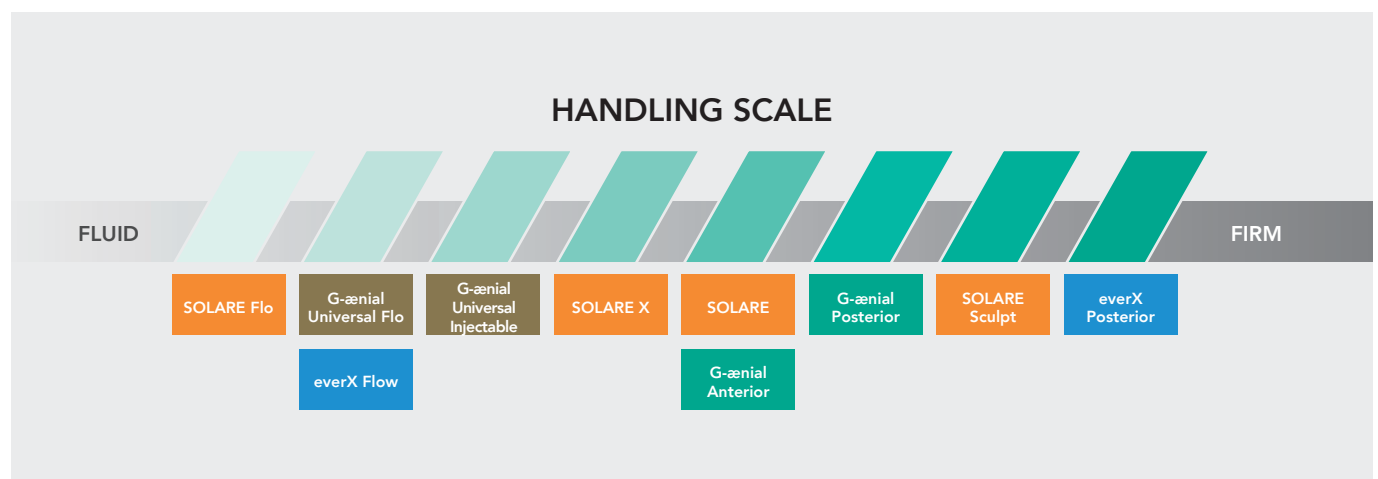 HANDLING SCALE
FLUID
FIRM
SOLARE Flo
G-ænial
Universal Flo
G-ænial
Universal
Injectable
SOLARE X
SOLARE
G-ænial
Posterior
SOLARE
Sculpt
everX
Posterior
everX Flow
G-ænial
Anterior